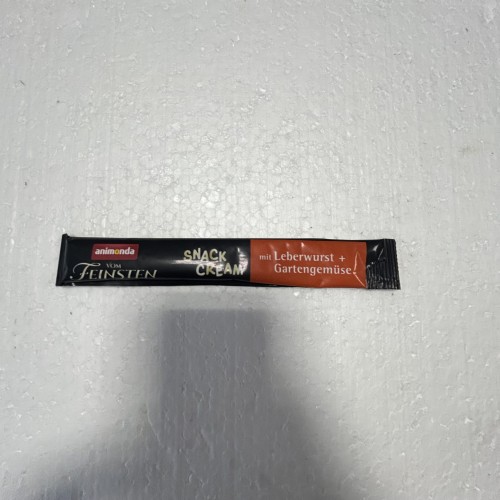 animonda
VOM
FEINSTEN
SNACK
CREAM
mit Leberwurst +
Gartengemüse